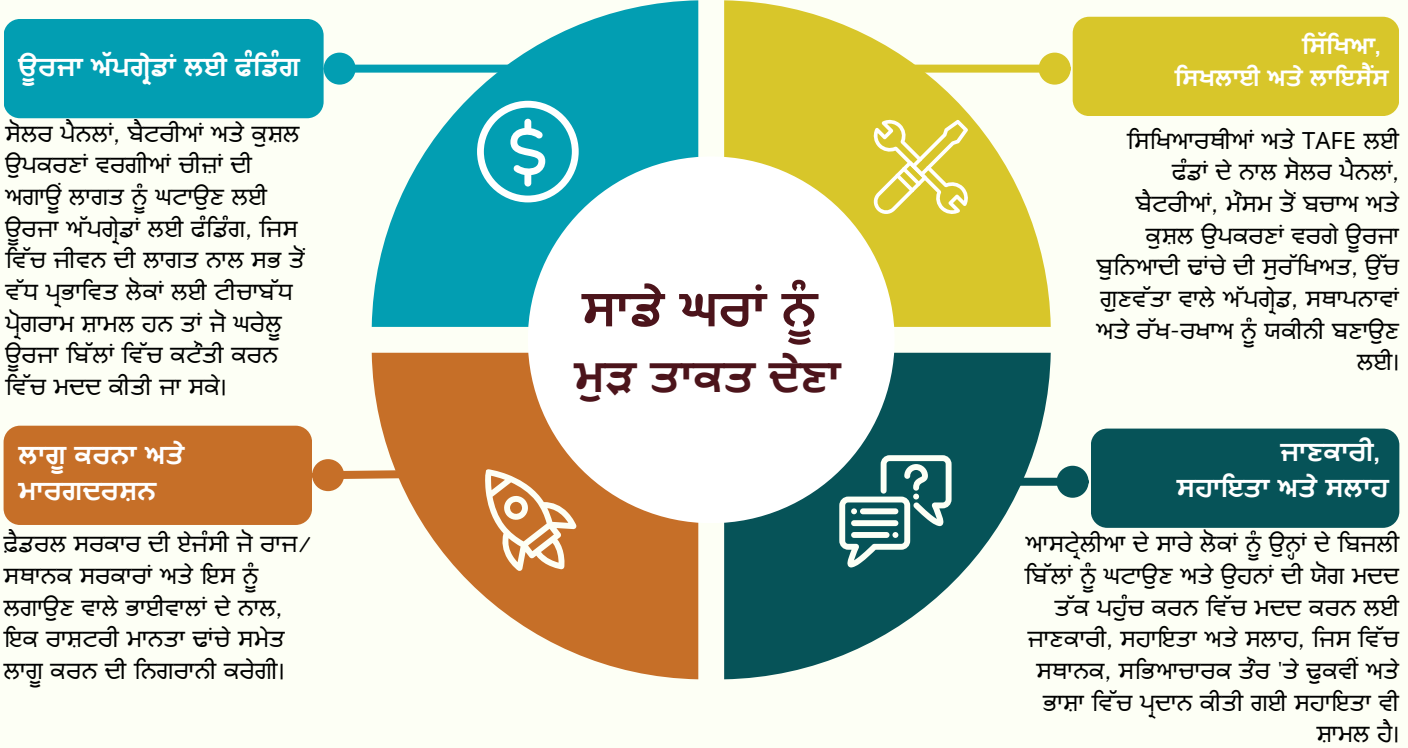 ਊਰਜਾ ਅੱਪਗ੍ਰੇਡਾਂ ਲਈ ਫੰਡਿੰਗ
ਸੋਲਰ ਪੈਨਲਾਂ, ਬੈਟਰੀਆਂ ਅਤੇ ਕੁਸ਼ਲ
ਉਪਕਰਣਾਂ ਵਰਗੀਆਂ ਚੀਜ਼ਾਂ ਦੀ
ਅਗਾਊਂ ਲਾਗਤ ਨੂੰ ਘਟਾਉਣ ਲਈ
ਊਰਜਾ ਅੱਪਗ੍ਰੇਡਾਂ ਲਈ ਫੰਡਿੰਗ, ਜਿਸ
ਵਿੱਚ ਜੀਵਨ ਦੀ ਲਾਗਤ ਨਾਲ ਸਭ ਤੋਂ
ਵੱਧ ਪ੍ਰਭਾਵਿਤ ਲੋਕਾਂ ਲਈ ਟੀਚਾਬੱਧ
ਪ੍ਰੋਗਰਾਮ ਸ਼ਾਮਲ ਹਨ ਤਾਂ ਜੋ ਘਰੇਲੂ
ਊਰਜਾ ਬਿੱਲਾਂ ਵਿੱਚ ਕਟੌਤੀ ਕਰਨ
ਵਿੱਚ ਮਦਦ ਕੀਤੀ ਜਾ ਸਕੇ।
ਸਿੱਖਿਆ,
ਸਿਖਲਾਈ ਅਤੇ ਲਾਇਸੈਂਸ
ਸਿਖਿਆਰਥੀਆਂ ਅਤੇ TAFE ਲਈ
ਫੰਡਾਂ ਦੇ ਨਾਲ ਸੋਲਰ ਪੈਨਲਾਂ,
ਬੈਟਰੀਆਂ, ਮੌਸਮ ਤੋਂ ਬਚਾਅ ਅਤੇ
ਕੁਸ਼ਲ ਉਪਕਰਣਾਂ ਵਰਗੇ ਊਰਜਾ
ਬੁਨਿਆਦੀ ਢਾਂਚੇ ਦੀ ਸੁਰੱਖਿਅਤ, ਉੱਚ
ਗੁਣਵੱਤਾ ਵਾਲੇ ਅੱਪਗ੍ਰੇਡ, ਸਥਾਪਨਾਵਾਂ
ਅਤੇ ਰੱਖ-ਰਖਾਅ ਨੂੰ ਯਕੀਨੀ ਬਣਾਉਣ
ਲਈ।
ਸਾਡੇ ਘਰਾਂ ਨੂੰ
ਮੁੜ ਤਾਕਤ ਦੇਣਾ
ਲਾਗੂ ਕਰਨਾ ਅਤੇ
ਮਾਰਗਦਰਸ਼ਨ
ਫ਼ੈਡਰਲ ਸਰਕਾਰ ਦੀ ਏਜੰਸੀ ਜੋ ਰਾਜ/
ਸਥਾਨਕ ਸਰਕਾਰਾਂ ਅਤੇ ਇਸ ਨੂੰ
ਲਗਾਉਣ ਵਾਲੇ ਭਾਈਵਾਲਾਂ ਦੇ ਨਾਲ,
ਇਕ ਰਾਸ਼ਟਰੀ ਮਾਨਤਾ ਢਾਂਚੇ ਸਮੇਤ
ਲਾਗੂ ਕਰਨ ਦੀ ਨਿਗਰਾਨੀ ਕਰੇਗੀ।
ਜਾਣਕਾਰੀ,
ਸਹਾਇਤਾ ਅਤੇ ਸਲਾਹ
ਆਸਟ੍ਰੇਲੀਆ ਦੇ ਸਾਰੇ ਲੋਕਾਂ ਨੂੰ ਉਨ੍ਹਾਂ ਦੇ ਬਿਜਲੀ
ਬਿੱਲਾਂ ਨੂੰ ਘਟਾਉਣ ਅਤੇ ਉਹਨਾਂ ਦੀ ਯੋਗ ਮਦਦ
ਤੱਕ ਪਹੁੰਚ ਕਰਨ ਵਿੱਚ ਮਦਦ ਕਰਨ ਲਈ
ਜਾਣਕਾਰੀ, ਸਹਾਇਤਾ ਅਤੇ ਸਲਾਹ, ਜਿਸ ਵਿੱਚ
ਸਥਾਨਕ, ਸਭਿਆਚਾਰਕ ਤੌਰ 'ਤੇ ਢੁਕਵੀਂ ਅਤੇ
ਭਾਸ਼ਾ ਵਿੱਚ ਪ੍ਰਦਾਨ ਕੀਤੀ ਗਈ ਸਹਾਇਤਾ ਵੀ
ਸ਼ਾਮਲ ਹੈ।